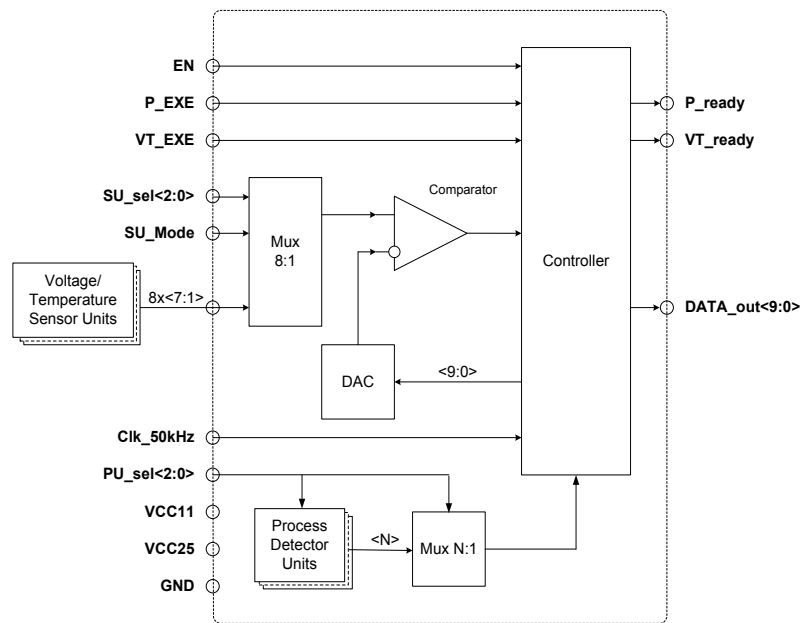 EN
P_EXE
VT_EXE
SU_sel<2:0>
SU_Mode
Voltage/
Temperature
Sensor Units
8x<7:1>
Mux
8:1
Comparator
DAC
<9:0>
Controller
P_ready
VT_ready
DATA_out<9:0>
Clk_50kHz
PU_sel<2:0>
VCC11
VCC25
GND
Process
Detector
Units
<N>
Mux N:1